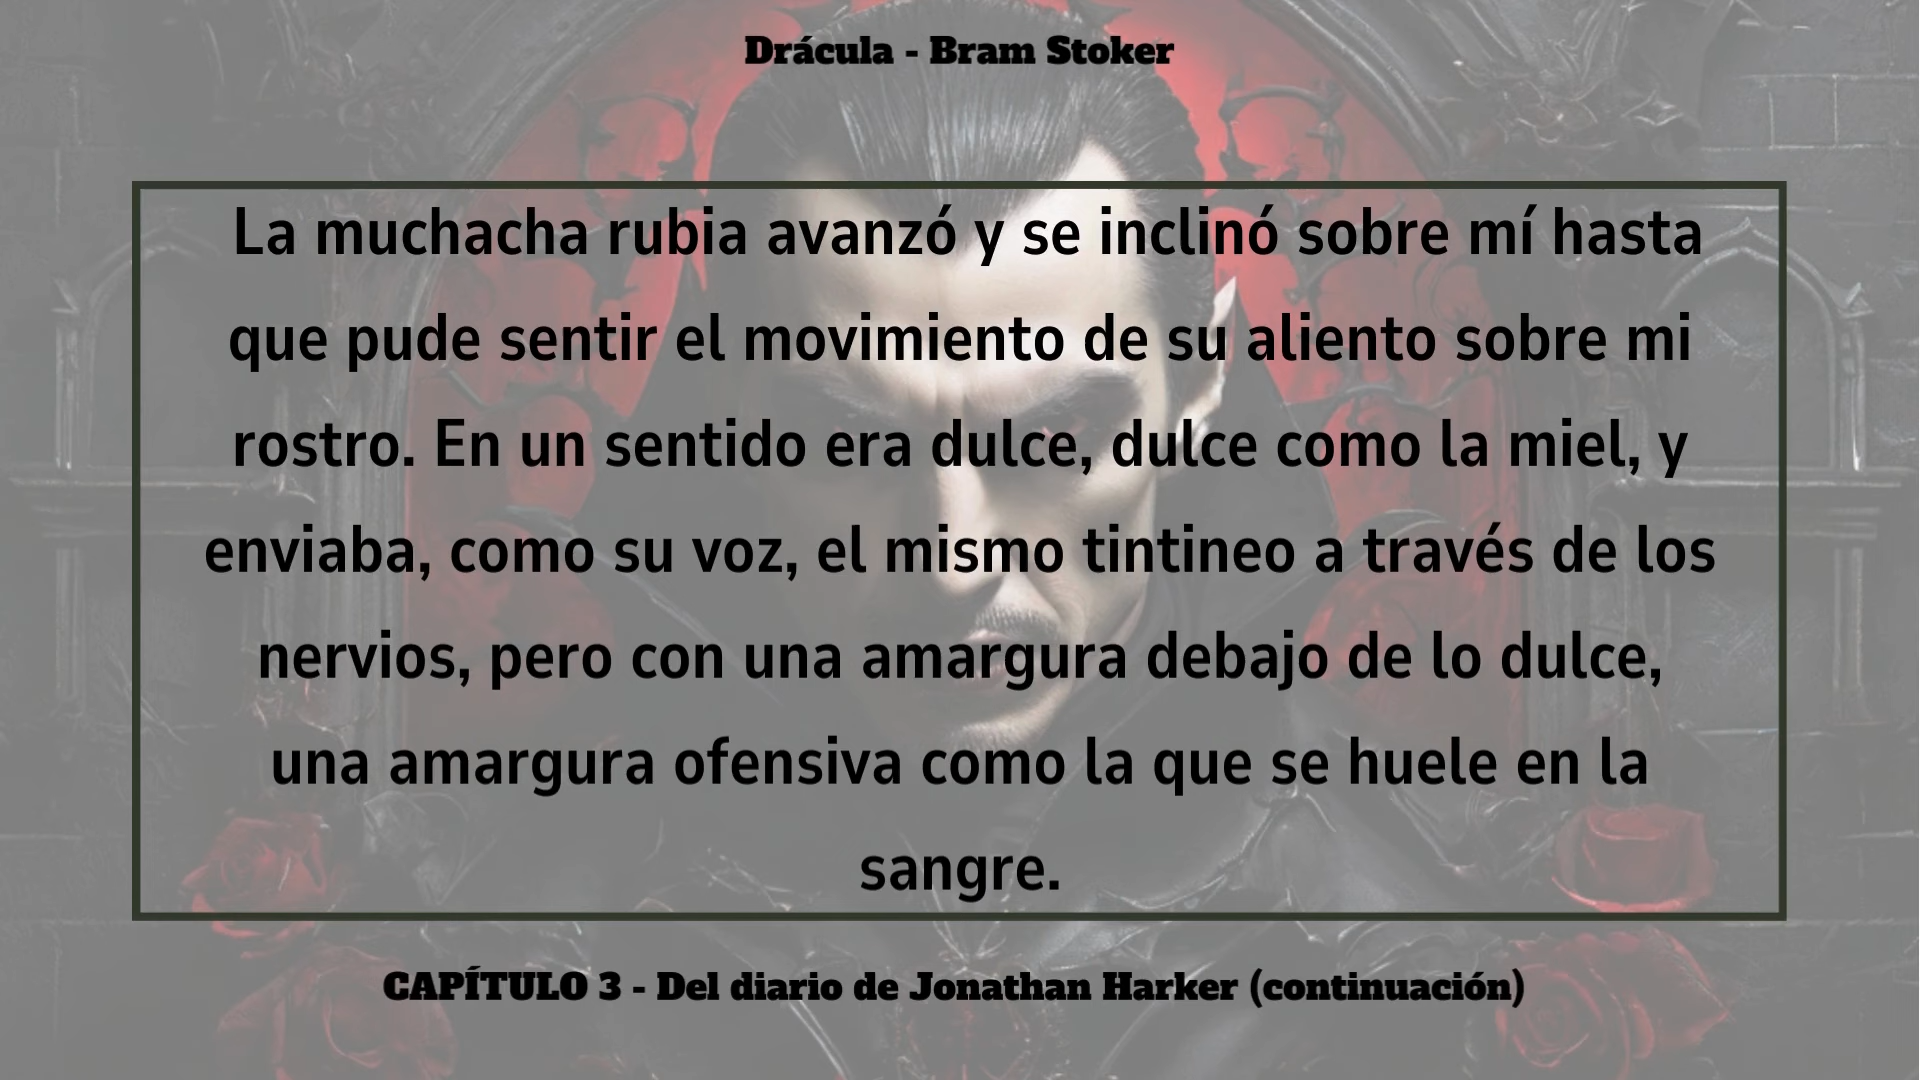 Drácula - Bram Stoker
La muchacha rubia avanzó y se inclinó sobre mí hasta
que pude sentir el movimiento de su aliento sobre mi
rostro. En un sentido era dulce, dulce como la miel, y
enviaba, como su voz, el mismo tintineo a través de los
nervios, pero con una amargura debajo de lo dulce,
una amargura ofensiva como la que se huele en la
sangre.
CAPÍTULO 3 - Del diario de Jonathan Harker (continuación)